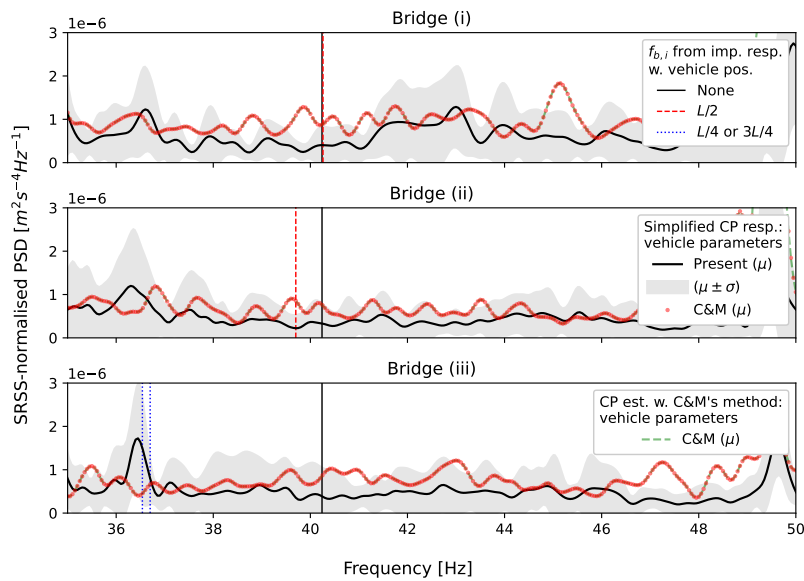 Bridge (i)
1e−6
3
2
1
0
f_{b,i} from imp. resp.
w. vehicle pos.
None
L/2
L/4 or 3L/4
Bridge (ii)
1e−6
3
2
1
0
Simplified CP resp.:
vehicle parameters
Present (μ)
(μ ± σ)
C&M (μ)
Bridge (iii)
1e−6
3
2
1
0
CP est. w. C&M's method:
vehicle parameters
C&M (μ)
36 38 40 42 44 46 48 50
Frequency [Hz]
SRSS-normalised PSD [m²s⁻⁴Hz⁻¹]